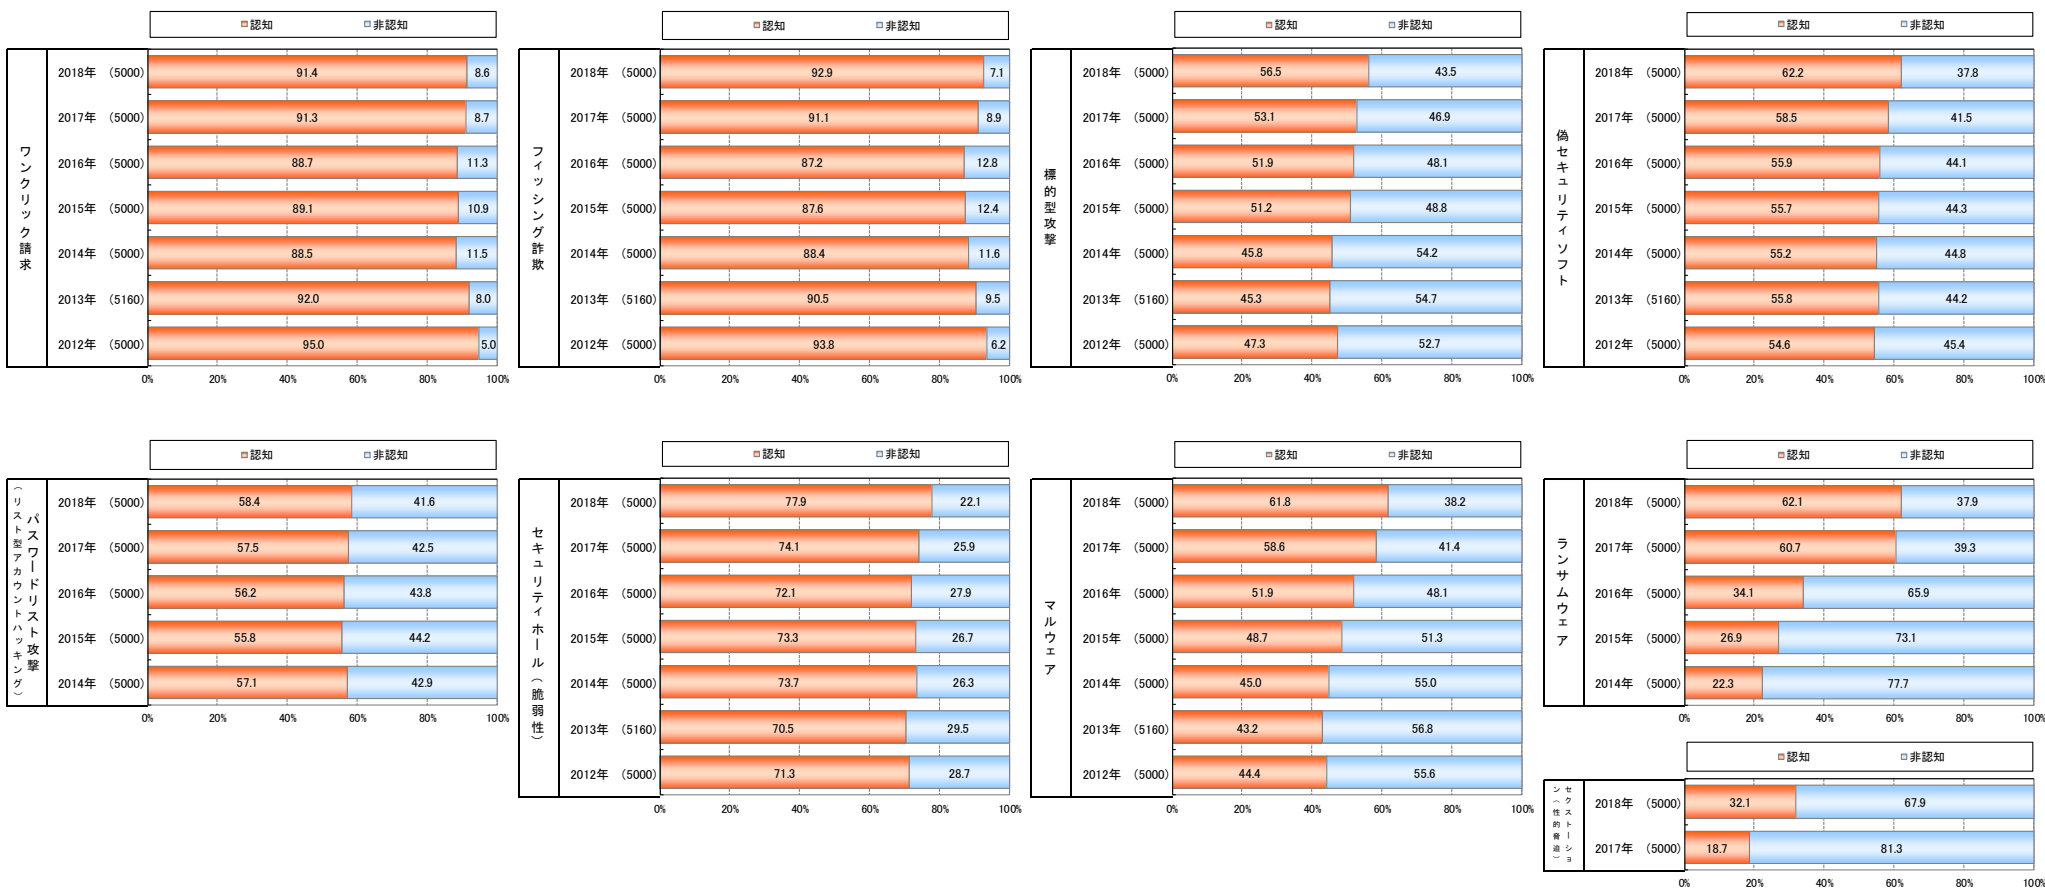 認知 非認知
ワンクリック請求
2018年 (5000) 91.4 8.6
2017年 (5000) 91.3 8.7
2016年 (5000) 88.7 11.3
2015年 (5000) 89.1 10.9
2014年 (5000) 88.5 11.5
2013年 (5160) 92.0 8.0
2012年 (5000) 95.0 5.0
0% 20% 40% 60% 80% 100%
認知 非認知
フィッシング詐欺
2018年 (5000) 92.9 7.1
2017年 (5000) 91.1 8.9
2016年 (5000) 87.2 12.8
2015年 (5000) 87.6 12.4
2014年 (5000) 88.4 11.6
2013年 (5160) 90.5 9.5
2012年 (5000) 93.8 6.2
0% 20% 40% 60% 80% 100%
認知 非認知
標的型攻撃
2018年 (5000) 56.5 43.5
2017年 (5000) 53.1 46.9
2016年 (5000) 51.9 48.1
2015年 (5000) 51.2 48.8
2014年 (5000) 45.8 54.2
2013年 (5160) 45.3 54.7
2012年 (5000) 47.3 52.7
0% 20% 40% 60% 80% 100%
認知 非認知
偽セキュリティソフト
2018年 (5000) 62.2 37.8
2017年 (5000) 58.5 41.5
2016年 (5000) 55.9 44.1
2015年 (5000) 55.7 44.3
2014年 (5000) 55.2 44.8
2013年 (5160) 55.8 44.2
2012年 (5000) 54.6 45.4
0% 20% 40% 60% 80% 100%
認知 非認知
パスワードリスト攻撃
(リスト型アカウントハッキング)
2018年 (5000) 58.4 41.6
2017年 (5000) 57.5 42.5
2016年 (5000) 56.2 43.8
2015年 (5000) 55.8 44.2
2014年 (5000) 57.1 42.9
0% 20% 40% 60% 80% 100%
認知 非認知
セキュリティホール(脆弱性)
2018年 (5000) 77.9 22.1
2017年 (5000) 74.1 25.9
2016年 (5000) 72.1 27.9
2015年 (5000) 73.3 26.7
2014年 (5000) 73.7 26.3
2013年 (5160) 70.5 29.5
2012年 (5000) 71.3 28.7
0% 20% 40% 60% 80% 100%
認知 非認知
マルウェア
2018年 (5000) 61.8 38.2
2017年 (5000) 58.6 41.4
2016年 (5000) 51.9 48.1
2015年 (5000) 48.7 51.3
2014年 (5000) 45.0 55.0
2013年 (5160) 43.2 56.8
2012年 (5000) 44.4 55.6
0% 20% 40% 60% 80% 100%
認知 非認知
ランサムウェア
2018年 (5000) 62.1 37.9
2017年 (5000) 60.7 39.3
2016年 (5000) 34.1 65.9
2015年 (5000) 26.9 73.1
2014年 (5000) 22.3 77.7
0% 20% 40% 60% 80% 100%
認知 非認知
セクストーショ
ン(性的脅迫)
2018年 (5000) 32.1 67.9
2017年 (5000) 18.7 81.3
0% 20% 40% 60% 80% 100%